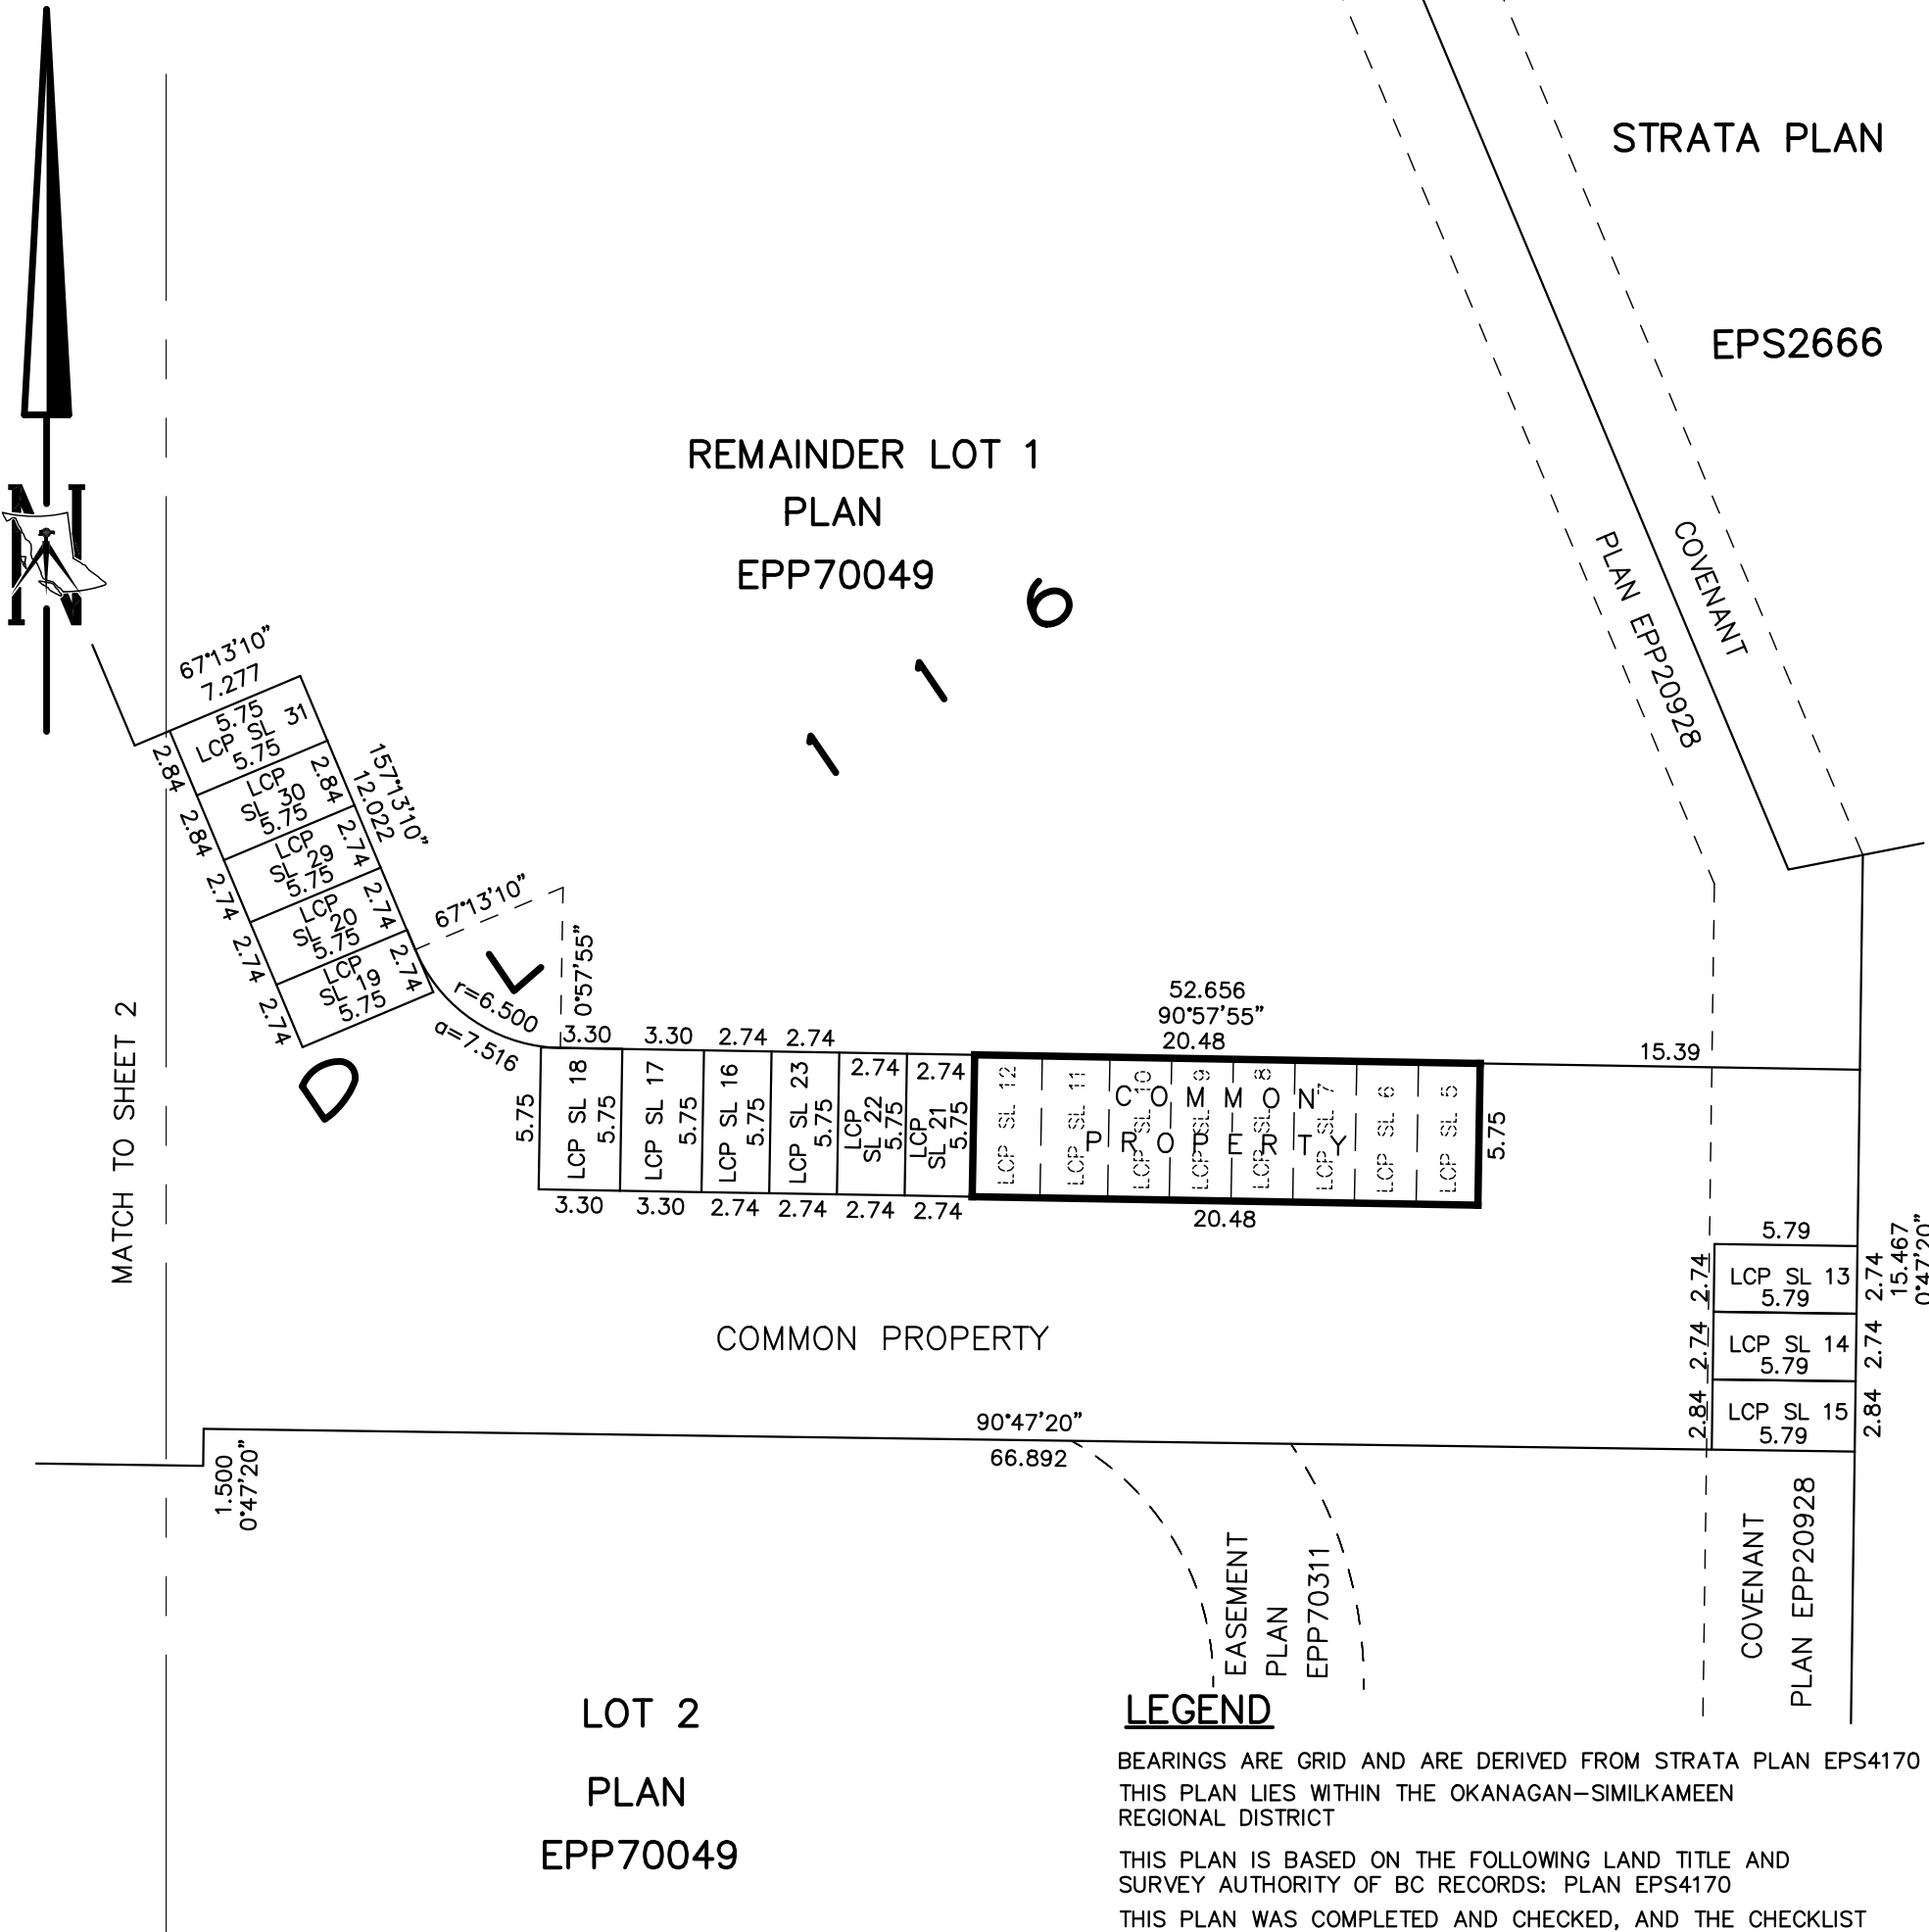 STRATA PLAN
EPS2666
REMAINDER LOT 1
PLAN
EPP70049
N
COVENANT
PLAN EPP20928
D L 1 1 6
67°13'10"
7.277
5.75
LCP SL 31
5.75
LCP
SL 30
5.75
LCP
SL 29
5.75
LCP
SL 20
5.75
LCP
SL 19
5.75
2.84
2.84
2.74
2.74
2.74
2.84
2.74
2.74
2.74
157°13'10"
12.022
67°13'10"
0°57'55"
r=6.500
a=7.516
MATCH TO SHEET 2
52.656
90°57'55"
20.48
15.39
3.30 3.30 2.74 2.74
2.74 2.74
5.75
LCP SL 18
5.75
LCP SL 17
5.75
LCP SL 16
5.75
LCP SL 23
5.75
LCP
SL 22
5.75
LCP
SL 21
5.75
LCP SL 12
LCP SL 11
LCP SL 10
LCP SL 9
LCP SL 8
LCP SL 7
LCP SL 6
LCP SL 5
COMMON
PROPERTY
5.75
3.30 3.30 2.74 2.74 2.74 2.74
20.48
5.79
2.74 LCP SL 13 2.74
5.79
2.74 LCP SL 14 2.74
5.79
2.84 LCP SL 15 2.84
5.79
15.467
0°47'20"
COMMON PROPERTY
90°47'20"
66.892
1.500
0°47'20"
EASEMENT
PLAN
EPP70311
COVENANT
PLAN EPP20928
LOT 2
PLAN
EPP70049
LEGEND
BEARINGS ARE GRID AND ARE DERIVED FROM STRATA PLAN EPS4170
THIS PLAN LIES WITHIN THE OKANAGAN-SIMILKAMEEN
REGIONAL DISTRICT
THIS PLAN IS BASED ON THE FOLLOWING LAND TITLE AND
SURVEY AUTHORITY OF BC RECORDS: PLAN EPS4170
THIS PLAN WAS COMPLETED AND CHECKED, AND THE CHECKLIST